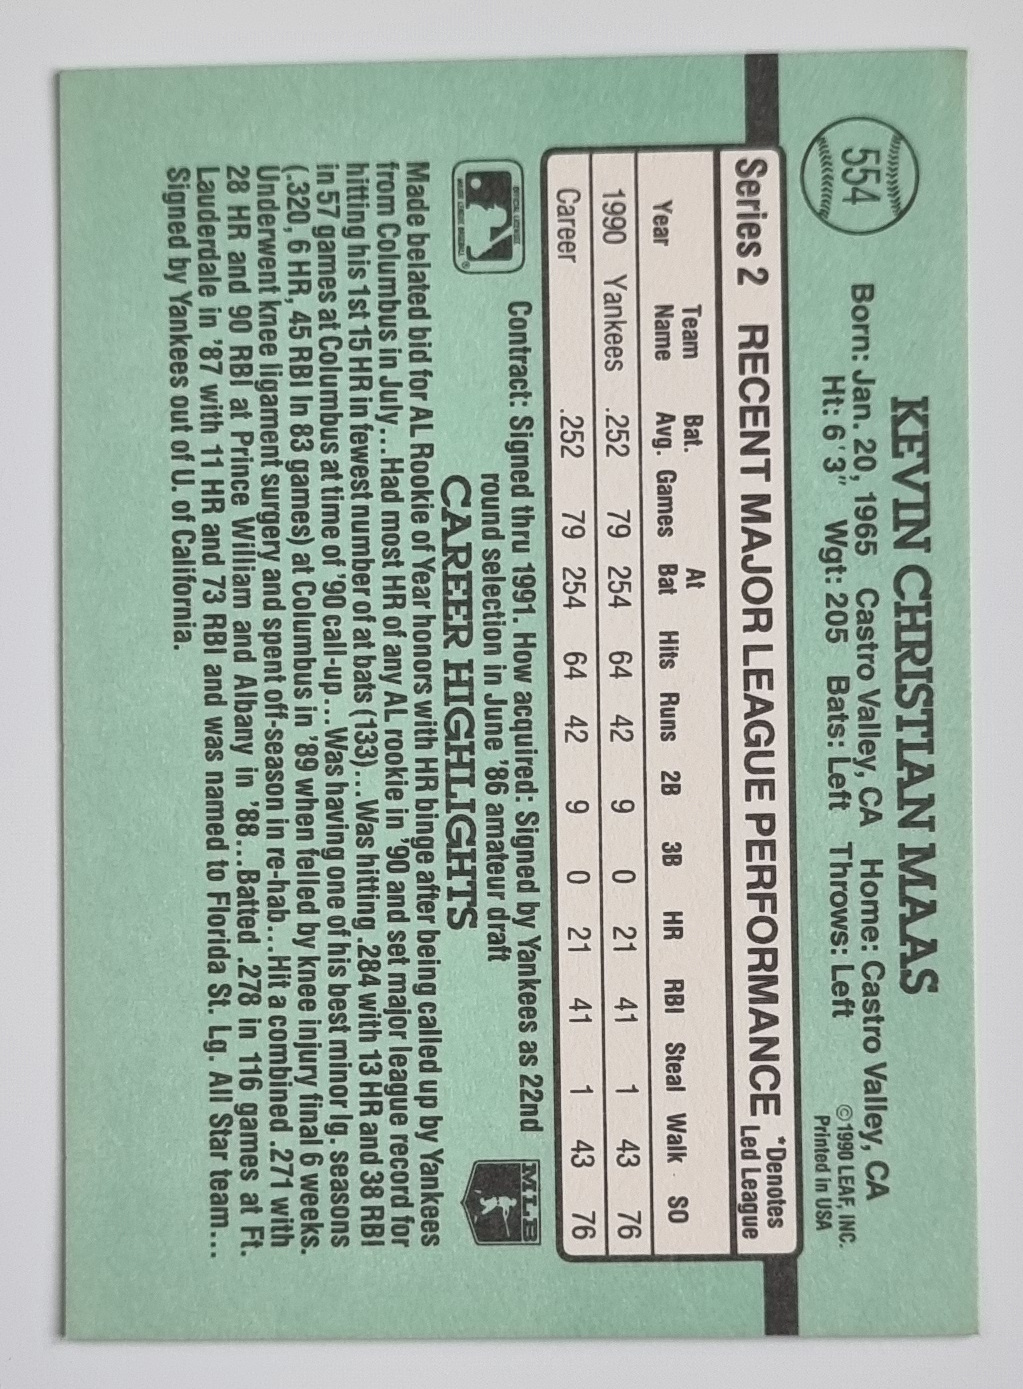 554
KEVIN CHRISTIAN MAAS
Born: Jan. 20, 1965 Castro Valley, CA Home: Castro Valley, CA
Ht: 6' 3" Wgt: 205 Bats: Left Throws: Left
©1990 LEAF, INC.
Printed in USA
Series 2 RECENT MAJOR LEAGUE PERFORMANCE *Denotes Led League
Year Team Name Bat. Avg. Games At Bat Hits Runs 2B 3B HR RBI Steal Walk SO
1990 Yankees .252 79 254 64 42 9 0 21 41 1 43 76
Career .252 79 254 64 42 9 0 21 41 1 43 76
Contract: Signed thru 1991. How acquired: Signed by Yankees as 22nd
round selection in June '86 amateur draft
MLB
CAREER HIGHLIGHTS
Made belated bid for AL Rookie of Year honors with HR binge after being called up by Yankees
from Columbus in July...Had most HR of any AL rookie in '90 and set major league record for
hitting his 1st 15 HR in fewest number of at bats (133)...Was hitting .284 with 13 HR and 38 RBI
in 57 games at Columbus at time of '90 call-up...Was having one of his best minor lg. seasons
(.320, 6 HR, 45 RBI In 83 games) at Columbus in '89 when felled by knee injury final 6 weeks.
Underwent knee ligament surgery and spent off-season in re-hab...Hit a combined .271 with
28 HR and 90 RBI at Prince William and Albany in '88...Batted .278 in 116 games at Ft.
Lauderdale in '87 with 11 HR and 73 RBI and was named to Florida St. Lg. All Star team...
Signed by Yankees out of U. of California.